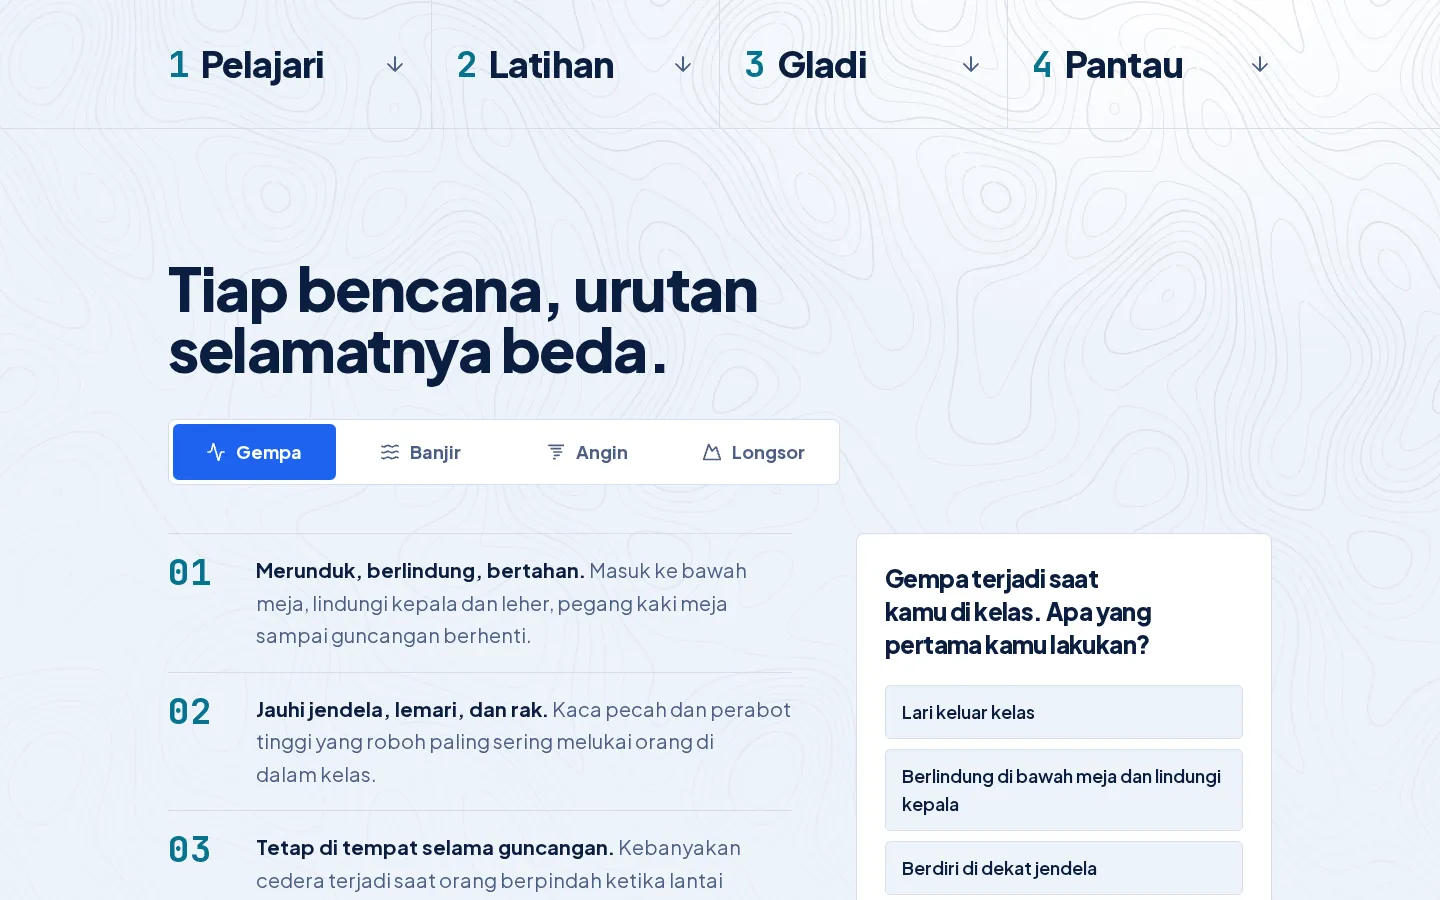 1 Pelajari
2 Latihan
3 Gladi
4 Pantau
Tiap bencana, urutan
selamatnya beda.
Gempa
Banjir
Angin
Longsor
01
Merunduk, berlindung, bertahan. Masuk ke bawah
meja, lindungi kepala dan leher, pegang kaki meja
sampai guncangan berhenti.
02
Jauhi jendela, lemari, dan rak. Kaca pecah dan perabot
tinggi yang roboh paling sering melukai orang di
dalam kelas.
03
Tetap di tempat selama guncangan. Kebanyakan
cedera terjadi saat orang berpindah ketika lantai
Gempa terjadi saat
kamu di kelas. Apa yang
pertama kamu lakukan?
Lari keluar kelas
Berlindung di bawah meja dan lindungi
kepala
Berdiri di dekat jendela